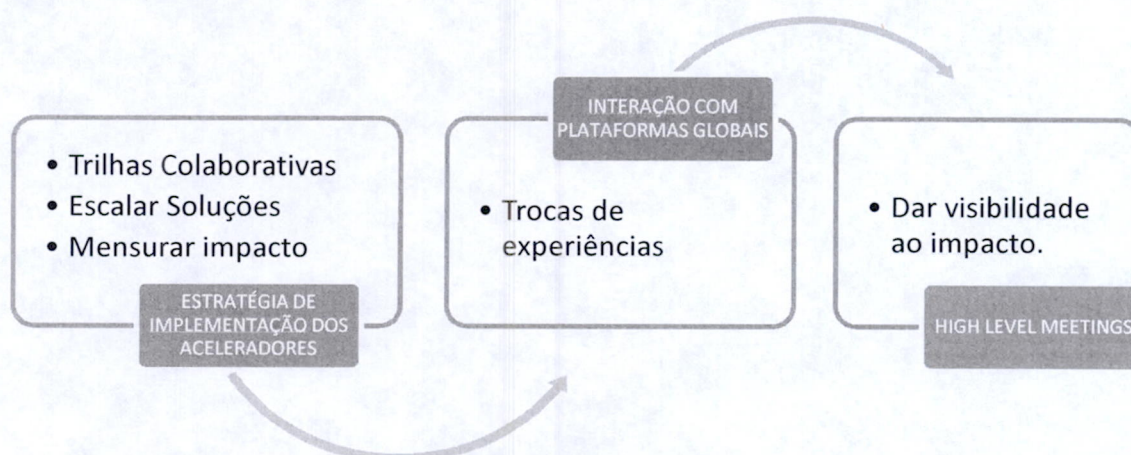 • Trilhas Colaborativas
• Escalar Soluções
• Mensurar impacto
ESTRATÉGIA DE
IMPLEMENTAÇÃO DOS
ACELERADORES
INTERAÇÃO COM
PLATAFORMAS GLOBAIS
• Trocas de
experiências
• Dar visibilidade
ao impacto.
HIGH LEVEL MEETINGS